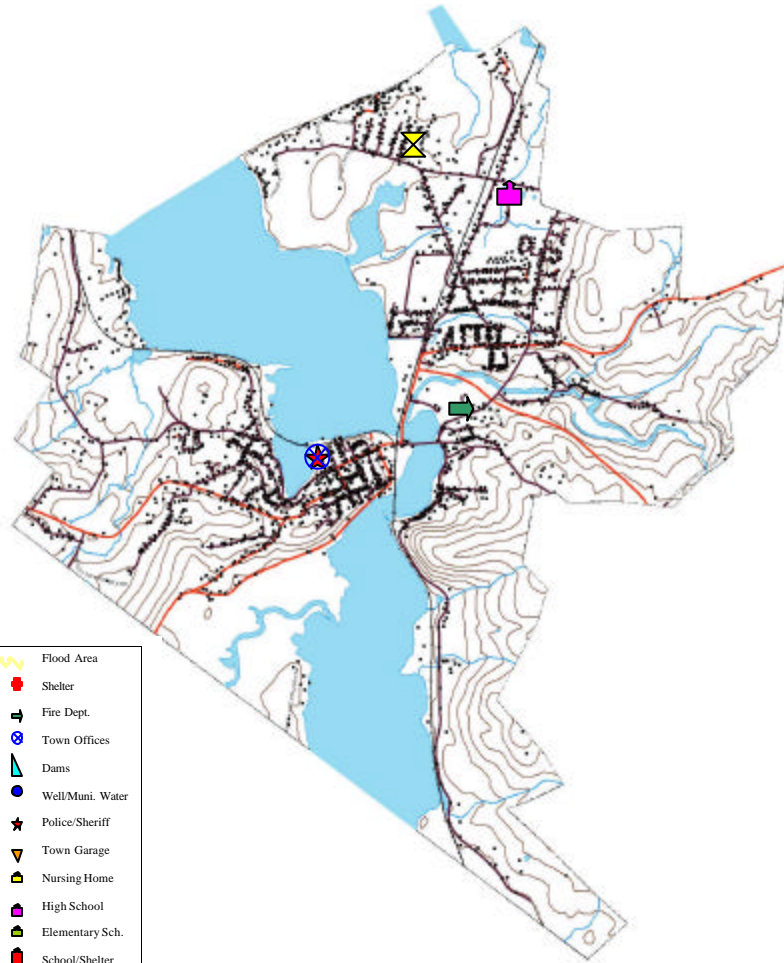 Flood Area
Shelter
Fire Dept.
Town Offices
Dams
Well/Muni. Water
Police/Sheriff
Town Garage
Nursing Home
High School
Elementary Sch.
School/Shelter